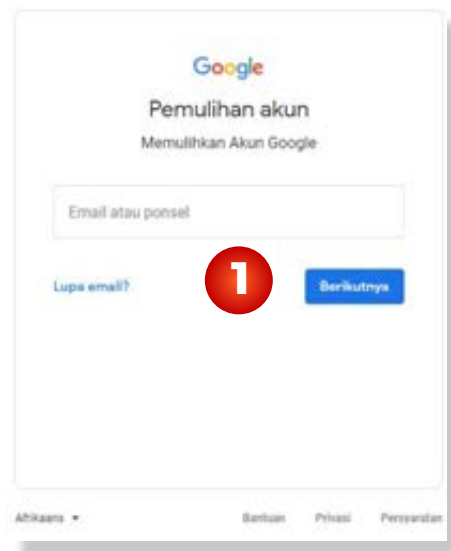 Google
Pemulihan akun
Memulihkan Akun Google
Email atau ponsel
Lupa email?
1
Berikutnya
Afrikaans
Bantuan Privasi Persyaratan